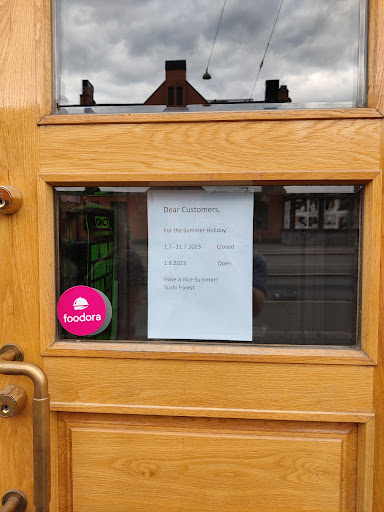 Dear Customers,
For the Summer Holiday:
1.7.-31.7.2023 Closed
1.8.2023 Open
Have a nice Summer!
Sushi Forest
foodora